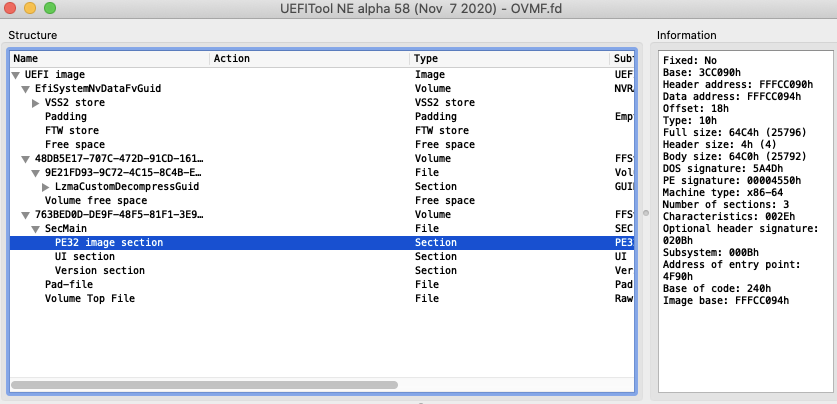 UEFITool NE alpha 58 (Nov 7 2020) - OVMF.fd
Structure
Name Action Type Subt
UEFI image Image UEF
EfiSystemNvDataFvGuid Volume NVR
VSS2 store VSS2 store
Padding Padding Emp
FTW store FTW store
Free space Free space
48DB5E17-707C-472D-91CD-161… Volume FFS
9E21FD93-9C72-4C15-8C4B-E… File Vol
LzmaCustomDecompressGuid Section GUI
Volume free space Free space
763BED0D-DE9F-48F5-81F1-3E9… Volume FFS
SecMain File SEC
PE32 image section Section PE3
UI section Section UI
Version section Section Ver
Pad-file File Pad
Volume Top File File Raw
Information
Fixed: No
Base: 3CC090h
Header address: FFFCC090h
Data address: FFFCC094h
Offset: 18h
Type: 10h
Full size: 64C4h (25796)
Header size: 4h (4)
Body size: 64C0h (25792)
DOS signature: 5A4Dh
PE signature: 00004550h
Machine type: x86-64
Number of sections: 3
Characteristics: 002Eh
Optional header signature:
020Bh
Subsystem: 000Bh
Address of entry point:
4F90h
Base of code: 240h
Image base: FFFCC094h